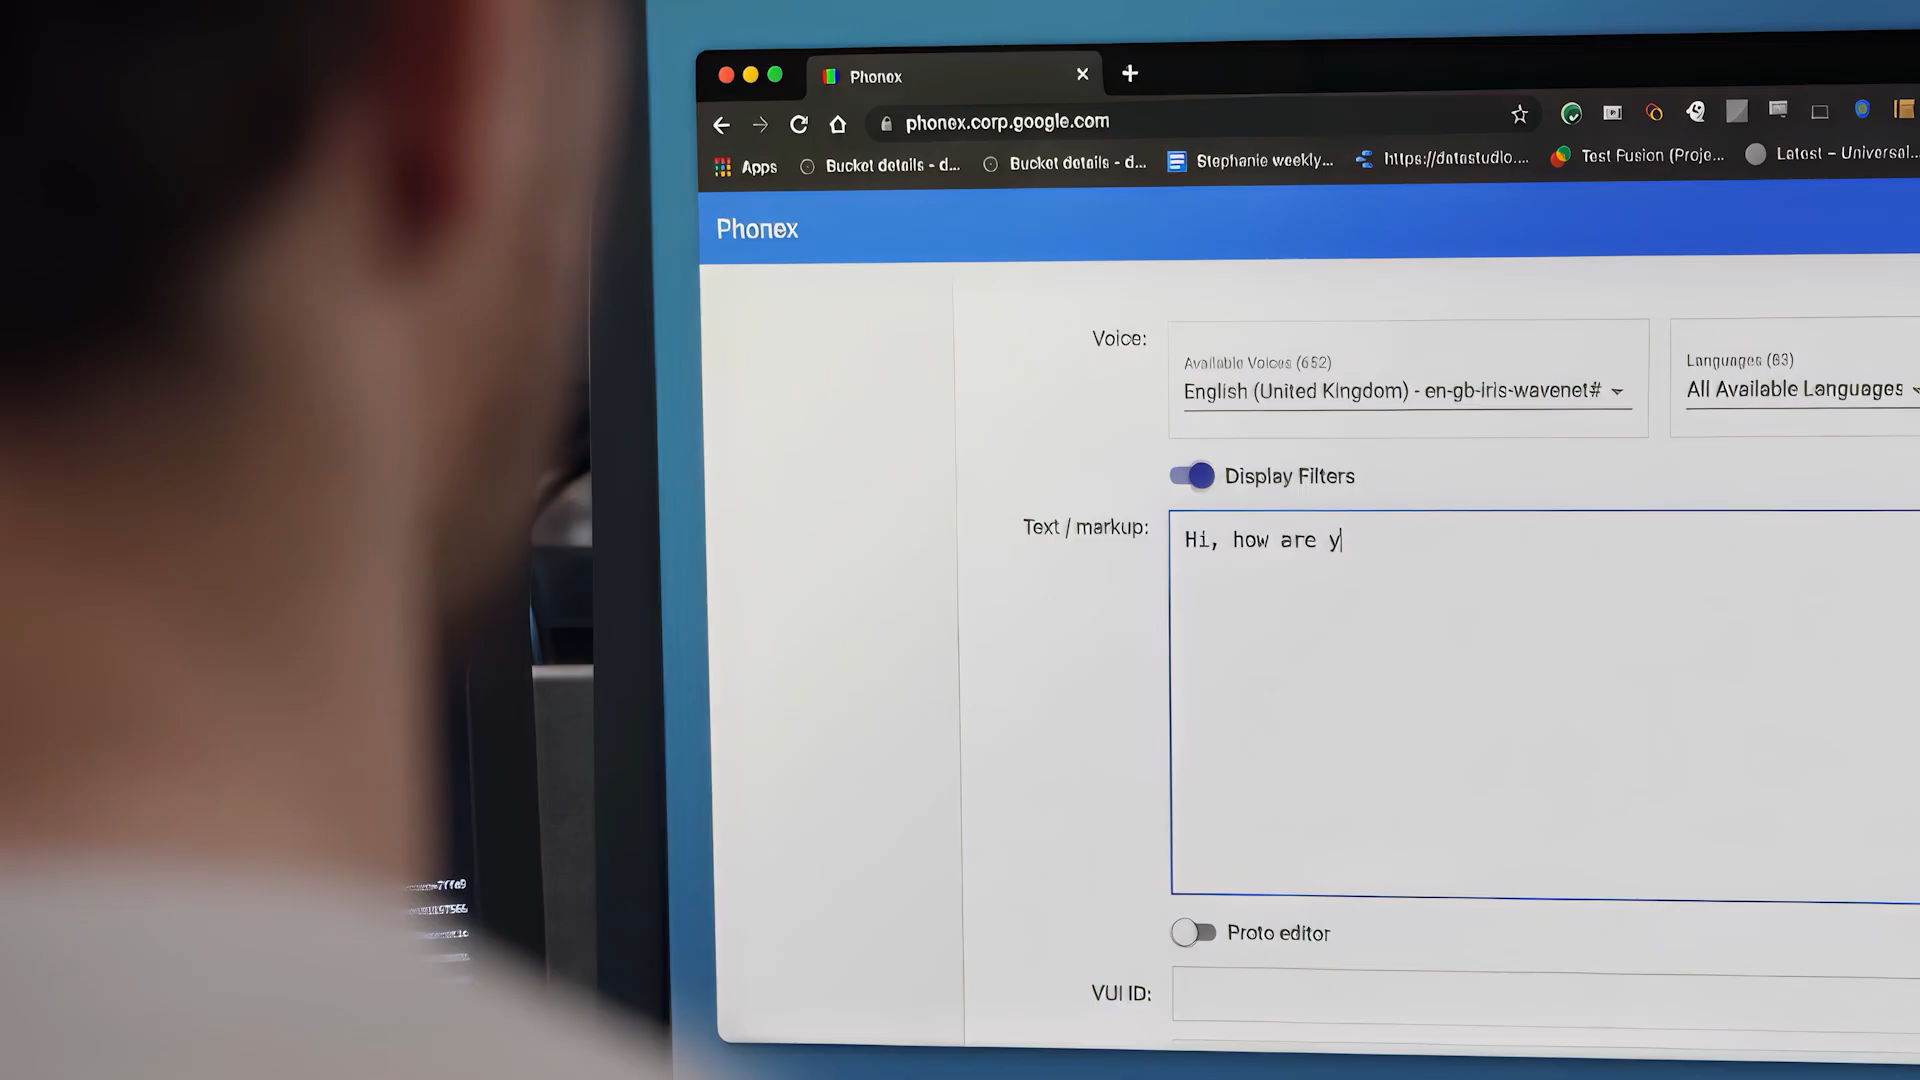 Phonex
phonex.corp.google.com
Apps
Bucket details - d...
Bucket details - d...
Stephanie weekly...
https://datastudio....
Test Fusion (Proje...
Latest – Universal...
Phonex
Voice:
Available Voices (652)
English (United Kingdom) - en-gb-iris-wavenet#
Languages (63)
All Available Languages
Display Filters
Text / markup:
Hi, how are y
Proto editor
VUI ID: